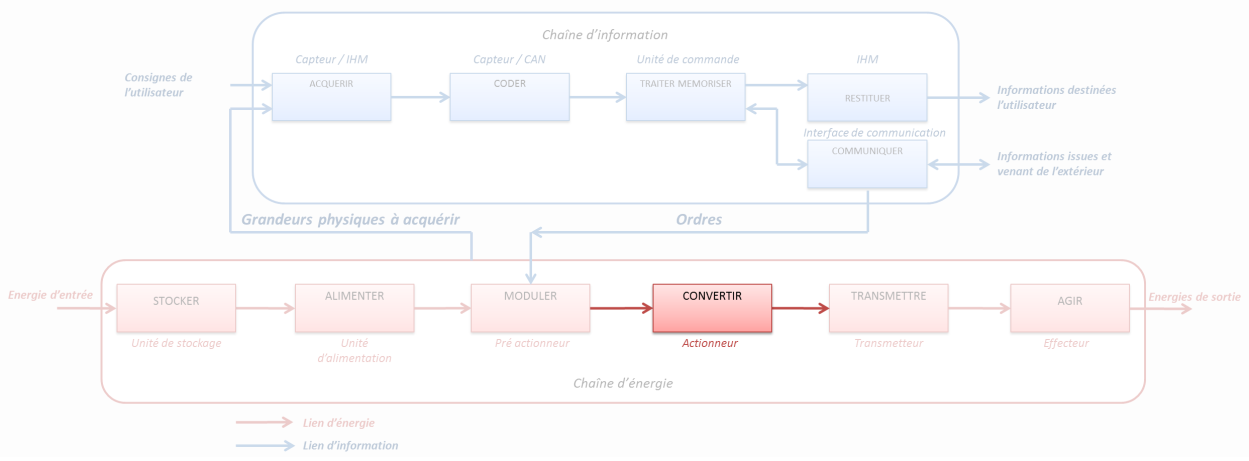 Chaîne d’information
Capteur / IHM
Capteur / CAN
Unité de commande
IHM
Consignes de
l’utilisateur
ACQUERIR
CODER
TRAITER MEMORISER
RESTITUER
Informations destinées
l’utilisateur
Interface de communication
COMMUNIQUER
Informations issues et
venant de l’extérieur
Grandeurs physiques à acquérir
Ordres
Energie d’entrée
STOCKER
ALIMENTER
MODULER
CONVERTIR
TRANSMETTRE
AGIR
Energies de sortie
Unité de stockage
Unité
d’alimentation
Pré actionneur
Actionneur
Transmetteur
Effecteur
Chaîne d’énergie
Lien d’énergie
Lien d’information